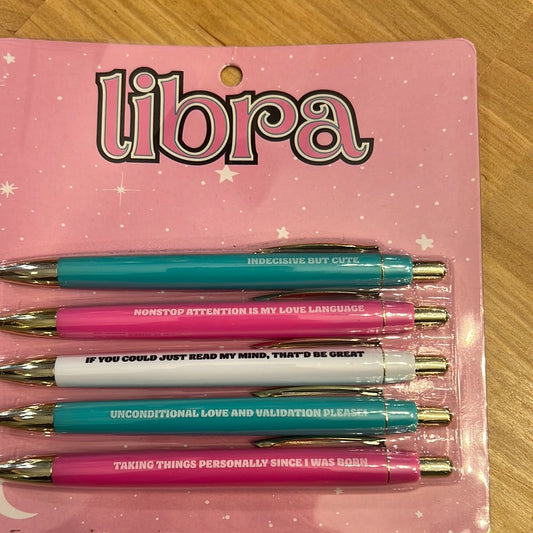 libra
INDECISIVE BUT CUTE
NONSTOP ATTENTION IS MY LOVE LANGUAGE
IF YOU COULD JUST READ MY MIND, THAT'D BE GREAT
UNCONDITIONAL LOVE AND VALIDATION PLEASE!
TAKING THINGS PERSONALLY SINCE I WAS BORN